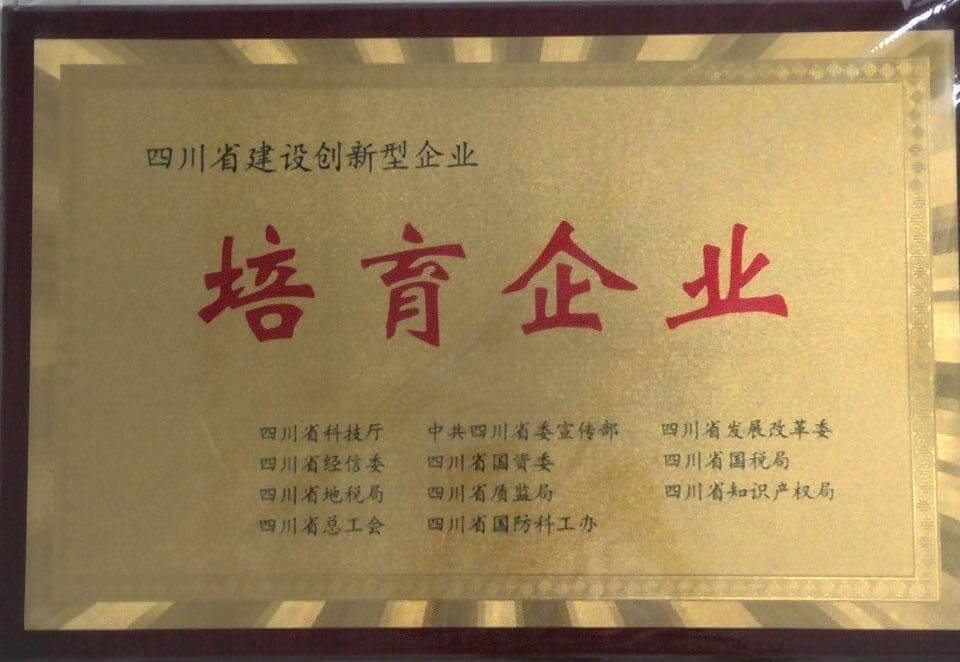 四川省建设创新型企业
培育企业
四川省科技厅 中共四川省委宣传部 四川省发展改革委
四川省经信委 四川省国资委 四川省国税局
四川省地税局 四川省质监局 四川省知识产权局
四川省总工会 四川省国防科工办